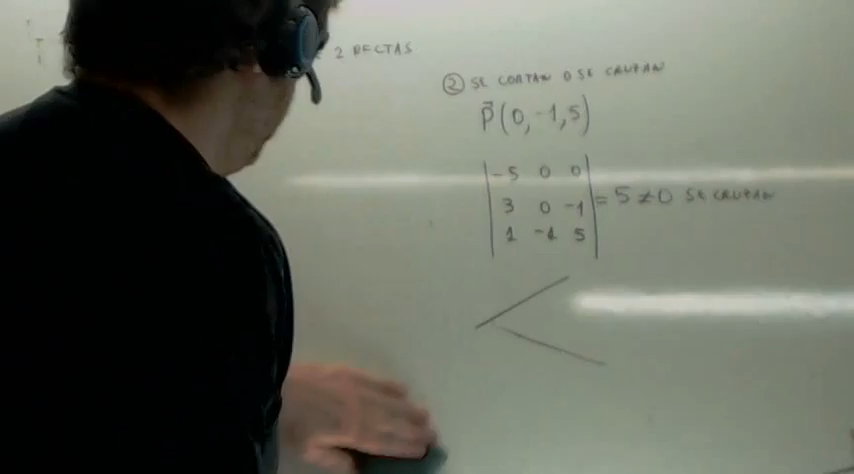 2 RECTAS
② SE CORTAN O SE CRUZAN
P⃗(0,-1,5)
|-5 0 0|
|3 0 -1| = 5 ≠ 0 SE CRUZAN
|1 -1 5|